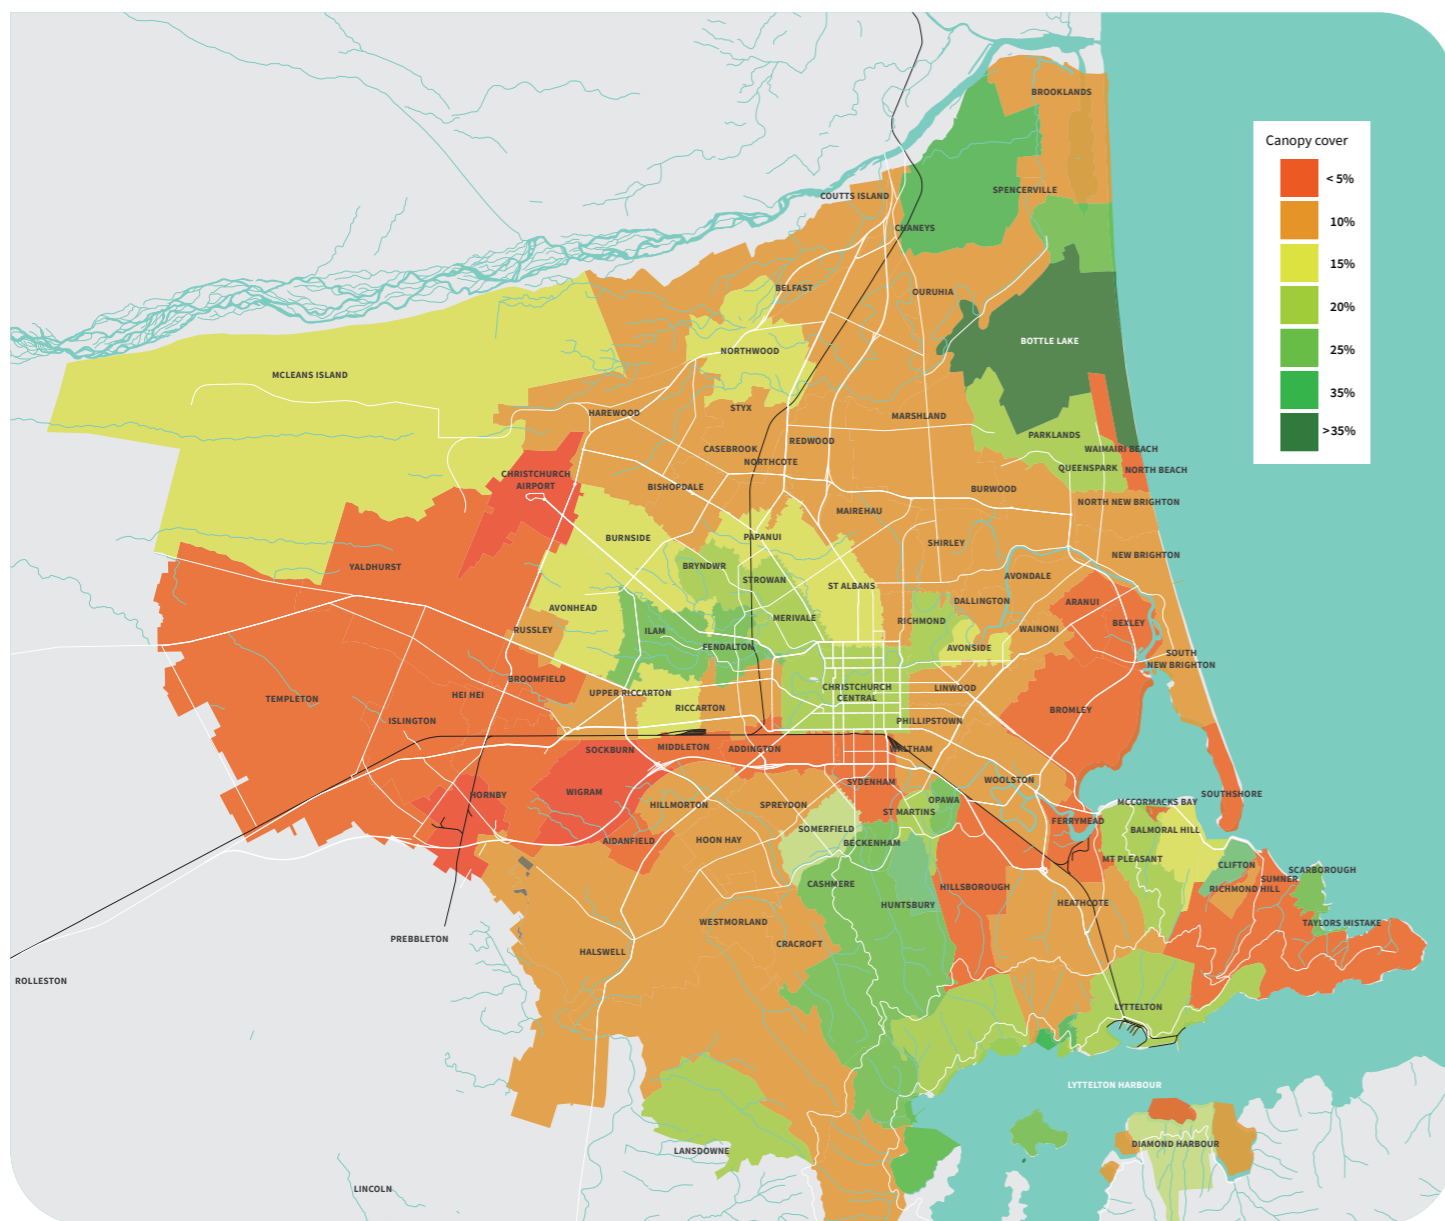 BROOKLANDS
Canopy cover
< 5%
10%
15%
20%
25%
35%
>35%
SPENCERVILLE
COUTTS ISLAND
CHANEYS
BELFAST
OURUHIA
BOTTLE LAKE
NORTHWOOD
MCLEANS ISLAND
HAREWOOD
STYX
MARSHLAND
PARKLANDS
REDWOOD
CASEBROOK
WAIMAIRI BEACH
NORTHCOTE
QUEENSPARK
NORTH BEACH
CHRISTCHURCH
AIRPORT
BISHOPDALE
BURWOOD
NORTH NEW BRIGHTON
MAIREHAU
BURNSIDE
PAPANUI
SHIRLEY
NEW BRIGHTON
YALDHURST
BRYNDWR
STROWAN
ST ALBANS
AVONDALE
AVONHEAD
DALLINGTON
ARANUI
MERIVALE
RICHMOND
BEXLEY
RUSSLEY
ILAM
WAINONI
FENDALTON
AVONSIDE
SOUTH
NEW BRIGHTON
BROOMFIELD
CHRISTCHURCH
CENTRAL
LINWOOD
HEI HEI
UPPER RICCARTON
TEMPLETON
RICCARTON
BROMLEY
ISLINGTON
PHILLIPSTOWN
SOCKBURN
MIDDLETON
ADDINGTON
WALTHAM
SYDENHAM
WOOLSTON
HORNBY
WIGRAM
SOUTHSHORE
HILLMORTON
SPREYDON
OPAWA
MCCORMACKS BAY
ST MARTINS
FERRYMEAD
SOMERFIELD
BALMORAL HILL
AIDANFIELD
HOON HAY
BECKENHAM
MT PLEASANT
CLIFTON
SCARBOROUGH
SUMNER
CASHMERE
HILLSBOROUGH
RICHMOND HILL
HUNTSBURY
HEATHCOTE
WESTMORLAND
TAYLORS MISTAKE
PREBBLETON
CRACROFT
HALSWELL
ROLLESTON
LYTTELTON
LYTTELTON HARBOUR
DIAMOND HARBOUR
LANSDOWNE
LINCOLN